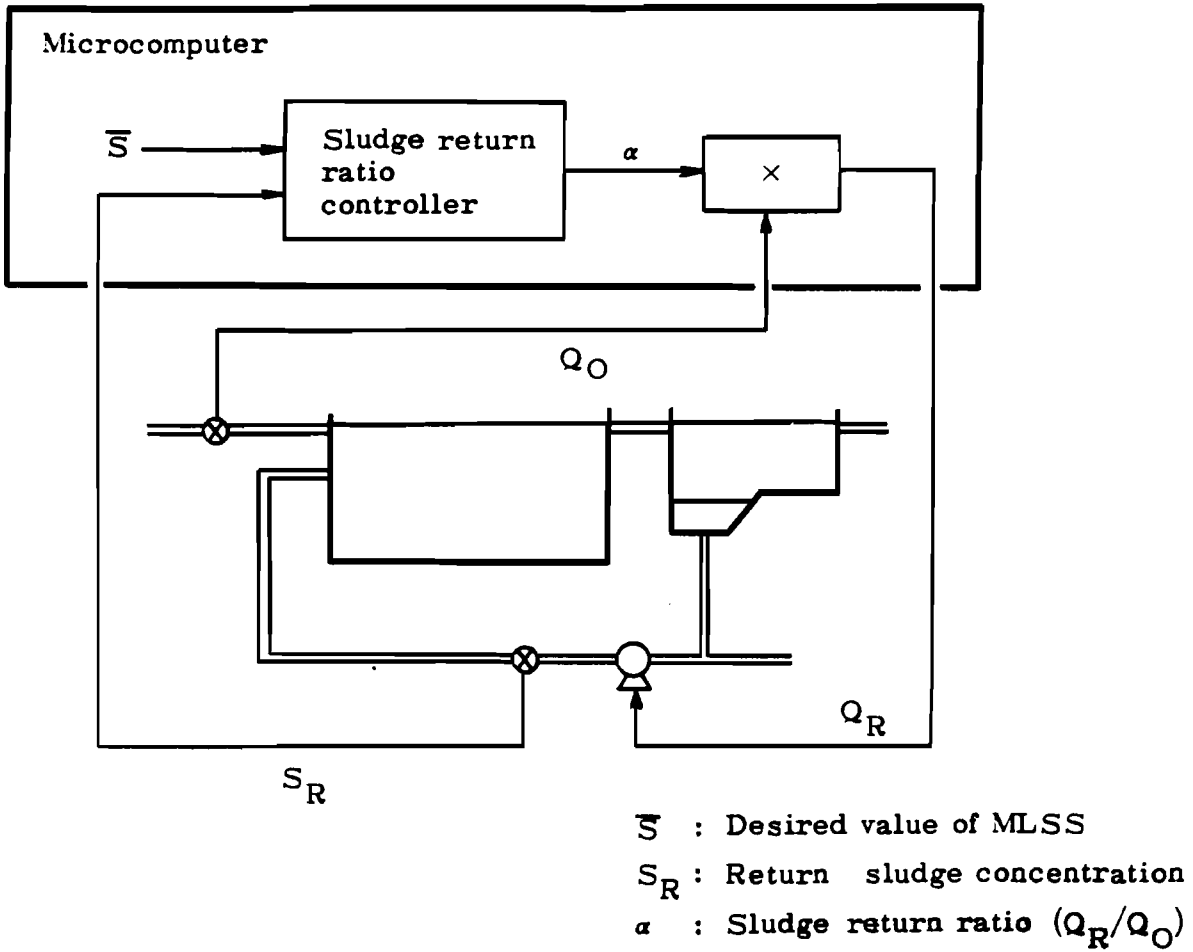 Microcomputer
S̅
Sludge return
ratio
controller
α
×
Q_O
Q_R
S_R
S̅ : Desired value of MLSS
S_R : Return sludge concentration
α : Sludge return ratio (Q_R/Q_O)